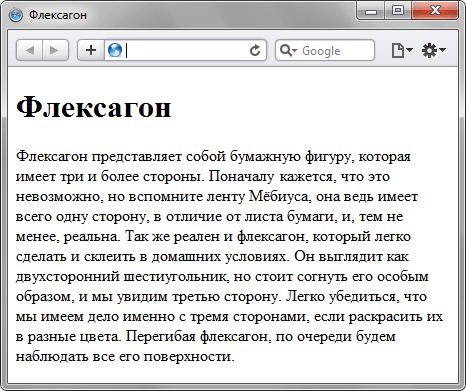 Флексагон
Google
Флексагон
Флексагон представляет собой бумажную фигуру, которая
имеет три и более стороны. Поначалу кажется, что это
невозможно, но вспомните ленту Мёбиуса, она ведь имеет
всего одну сторону, в отличие от листа бумаги, и, тем не
менее, реальна. Так же реален и флексагон, который легко
сделать и склеить в домашних условиях. Он выглядит как
двухсторонний шестиугольник, но стоит согнуть его особым
образом, и мы увидим третью сторону. Легко убедиться, что
мы имеем дело именно с тремя сторонами, если раскрасить их
в разные цвета. Перегибая флексагон, по очереди будем
наблюдать все его поверхности.